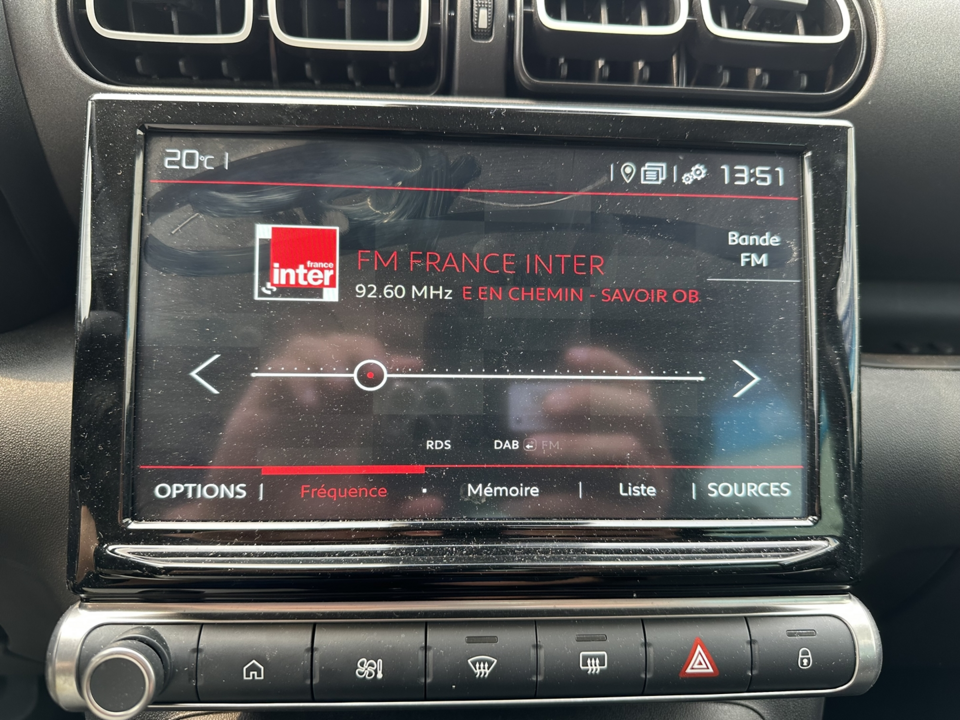 20°C
13:51
france
inter
FM FRANCE INTER
92.60 MHz E EN CHEMIN - SAVOIR OB
Bande
FM
RDS DAB FM
OPTIONS | Fréquence Mémoire | Liste | SOURCES